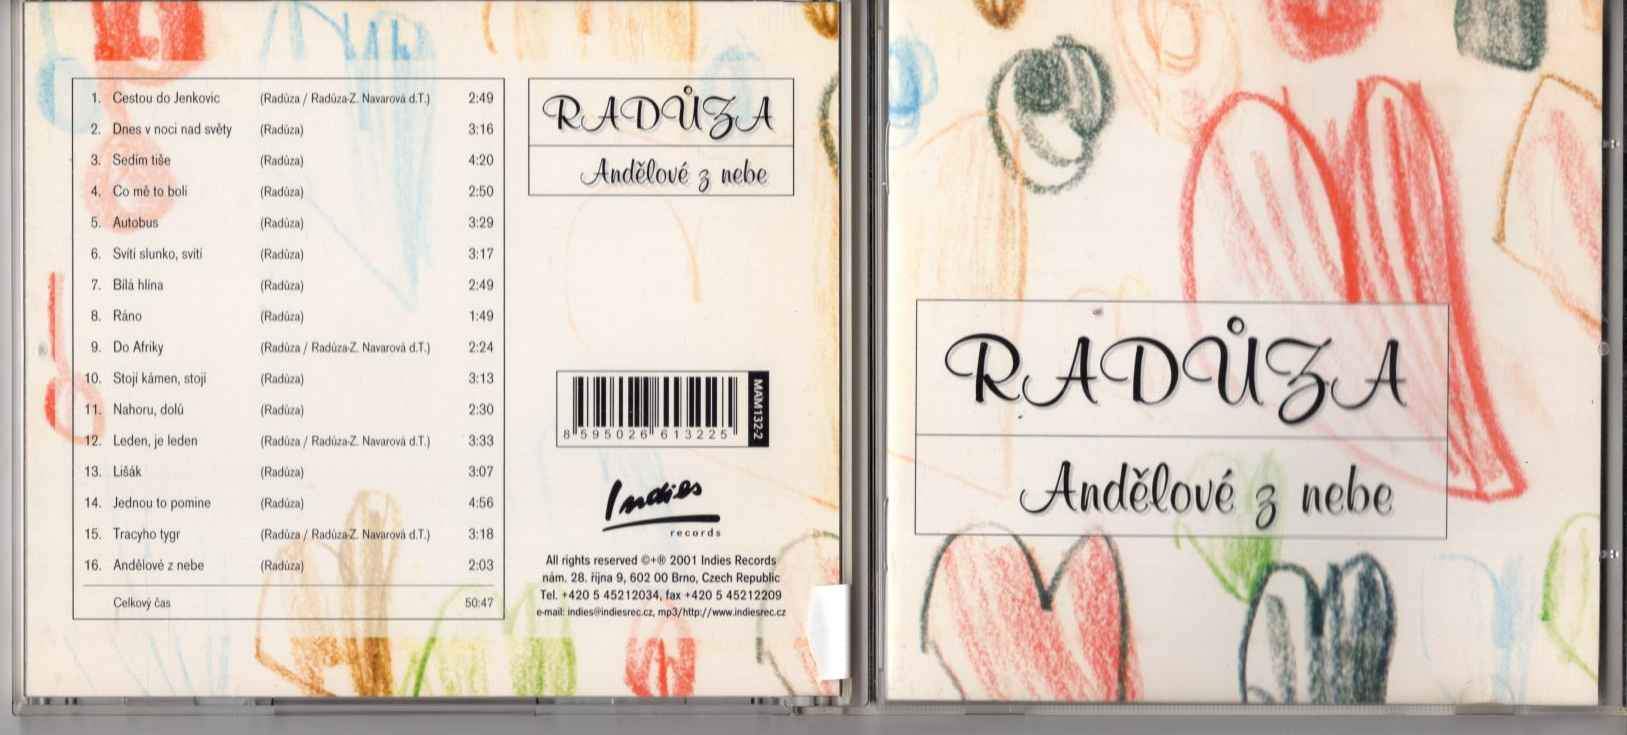 1. Cestou do Jenkovic (Radůza / Radůza-Z. Navarová d.T.) 2:49
2. Dnes v noci nad světy (Radůza) 3:16
3. Sedím tiše (Radůza) 4:20
4. Co mě to bolí (Radůza) 2:50
5. Autobus (Radůza) 3:29
6. Svítí slunko, svítí (Radůza) 3:17
7. Bílá hlína (Radůza) 2:49
8. Ráno (Radůza) 1:49
9. Do Afriky (Radůza / Radůza-Z. Navarová d.T.) 2:24
10. Stojí kámen, stojí (Radůza) 3:13
11. Nahoru, dolů (Radůza) 2:30
12. Leden, je leden (Radůza / Radůza-Z. Navarová d.T.) 3:33
13. Lišák (Radůza) 3:07
14. Jednou to pomine (Radůza) 4:56
15. Tracyho tygr (Radůza / Radůza-Z. Navarová d.T.) 3:18
16. Andělové z nebe (Radůza) 2:03
Celkový čas 50:47
RADŮZA
Andělové z nebe
8 595026 613225
MAM132-2
Indies
records
All rights reserved ©+® 2001 Indies Records
nám. 28. října 9, 602 00 Brno, Czech Republic
Tel. +420 5 45212034, fax +420 5 45212209
e-mail: indies@indiesrec.cz, mp3/http://www.indiesrec.cz
RADŮZA
Andělové z nebe